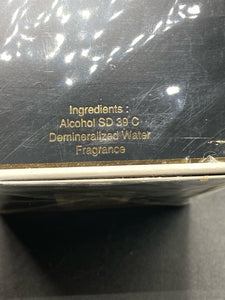 Ingredients :
Alcohol SD 39 C
Demineralized Water
Fragrance